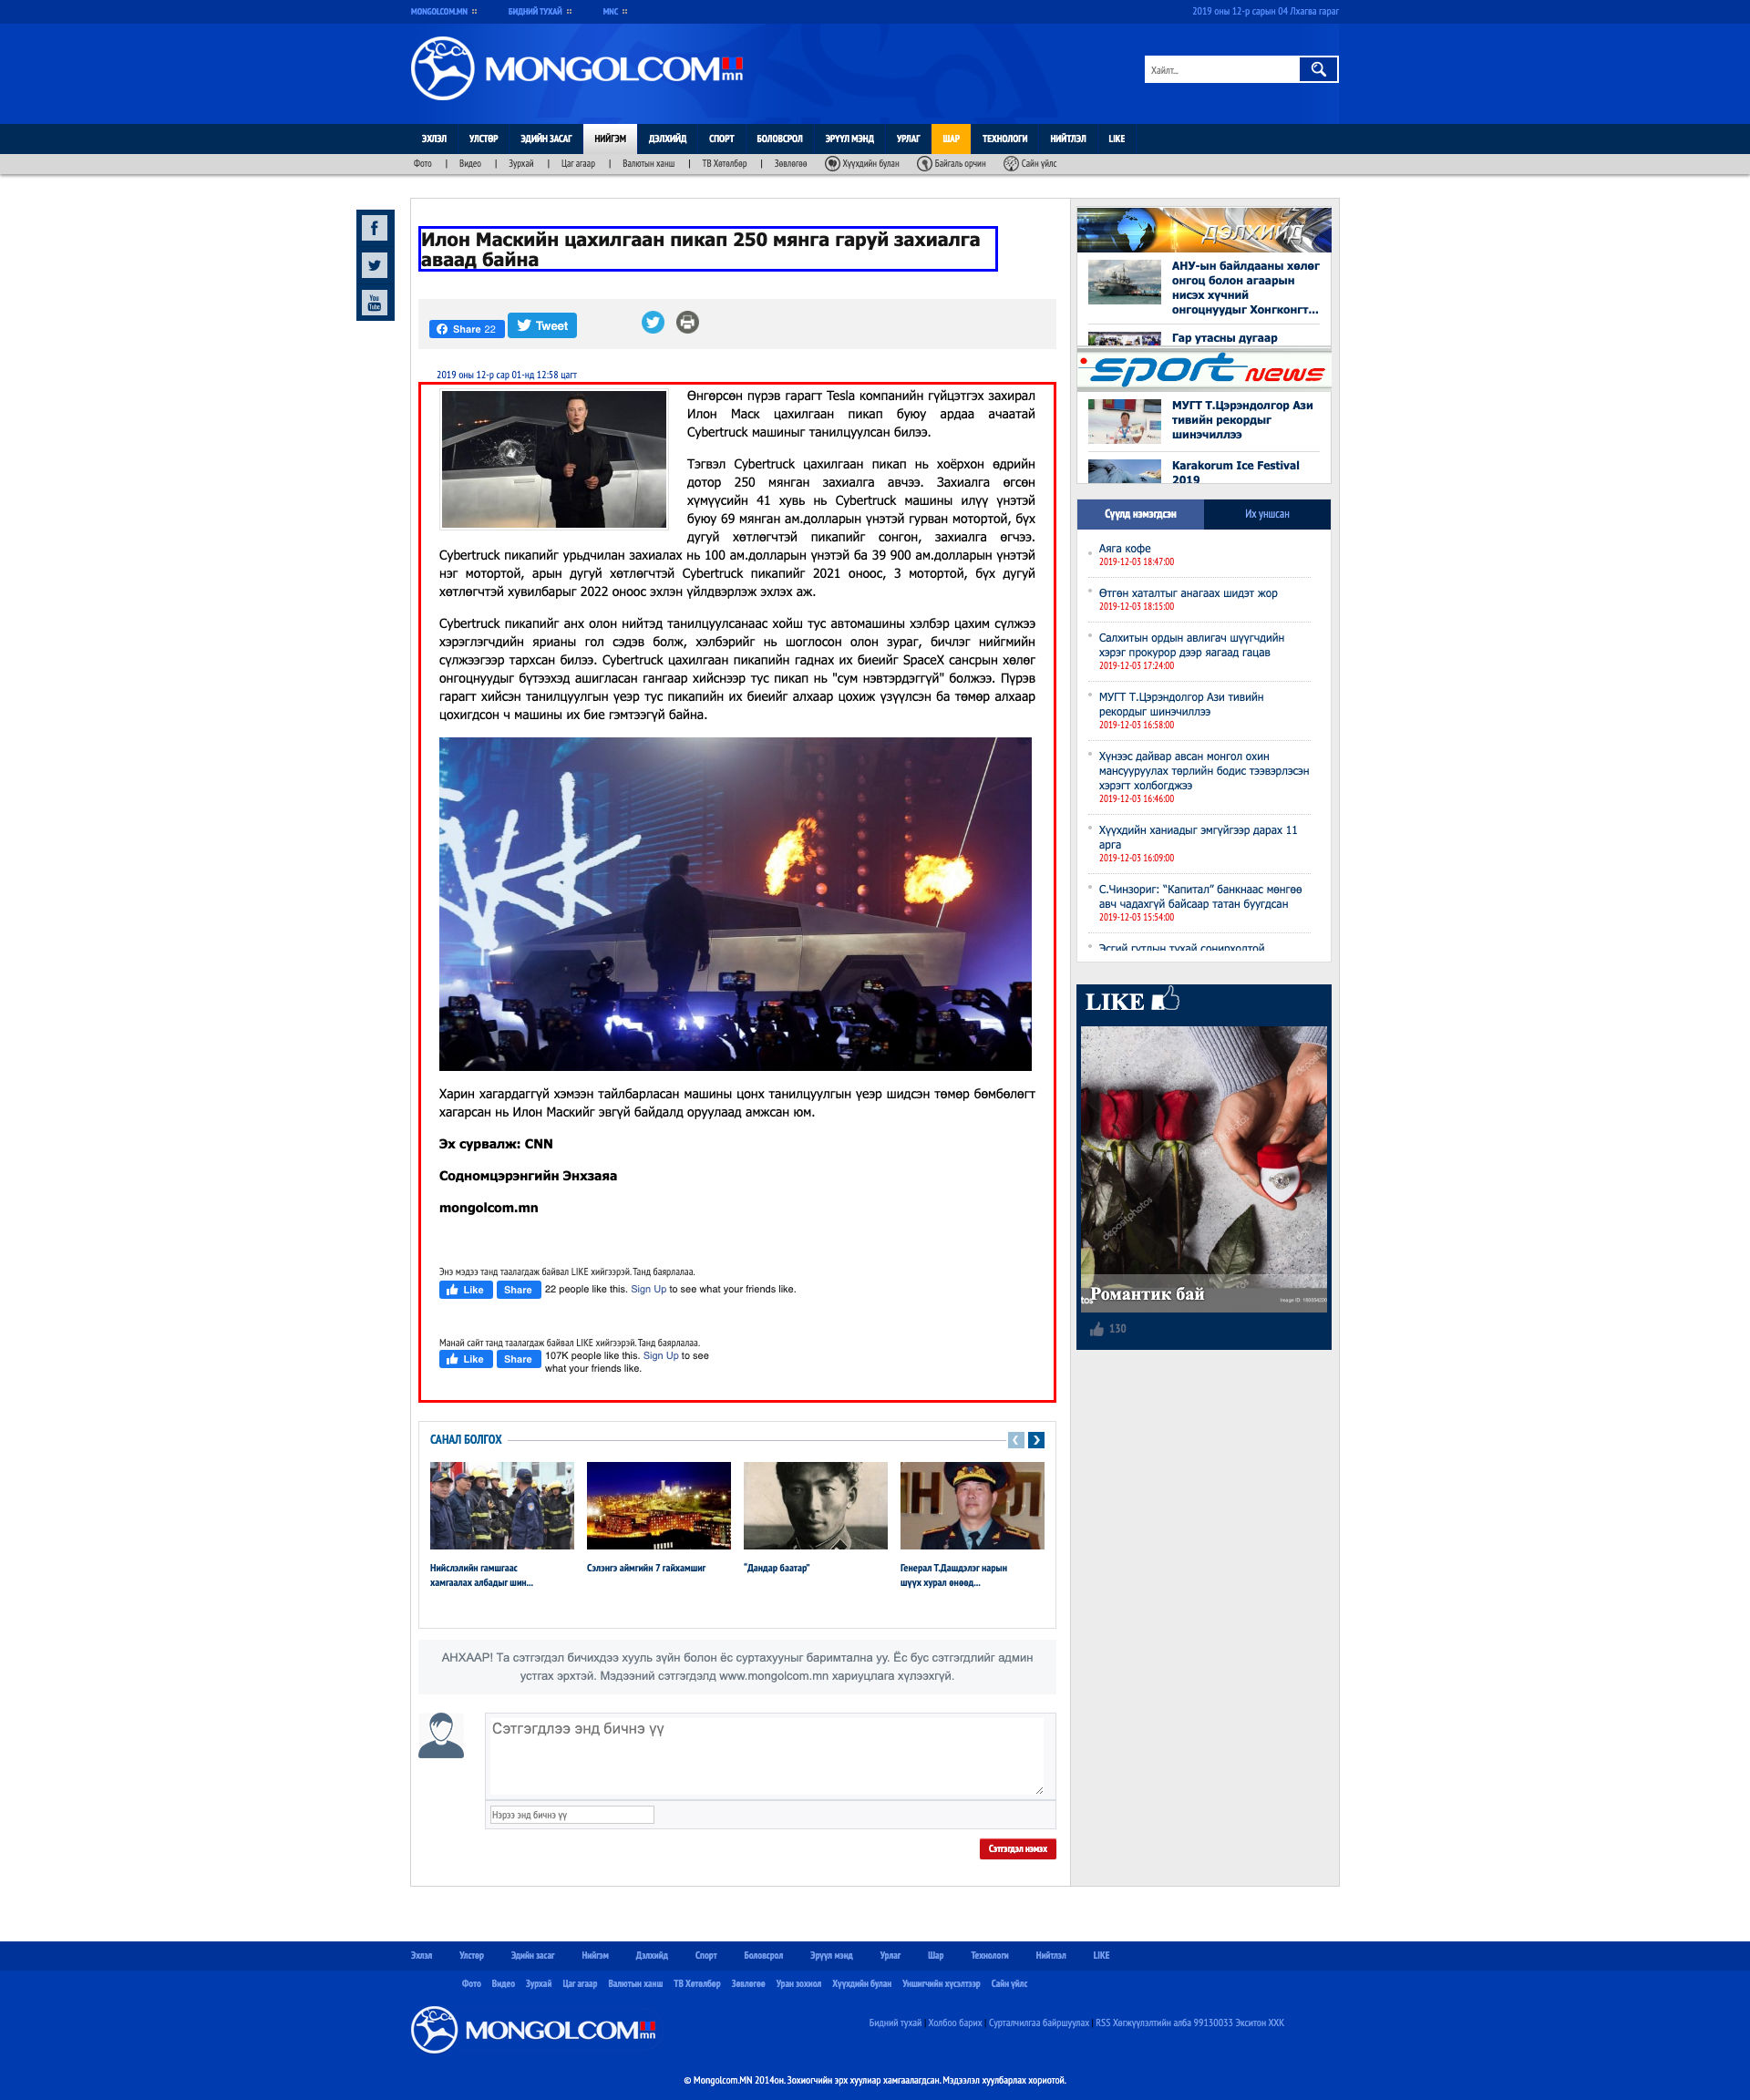 MONGOLCOM.MN
БИДНИЙ ТУХАЙ
MNC
2019 оны 12-р сарын 04 Лхагва гараг
MONGOLCOM mn
Хайлт...
ЭХЛЭЛ УЛСТӨР ЭДИЙН ЗАСАГ НИЙГЭМ ДЭЛХИЙД СПОРТ БОЛОВСРОЛ ЭРҮҮЛ МЭНД УРЛАГ ШАР ТЕХНОЛОГИ НИЙТЛЭЛ LIKE
Фото | Видео | Зурхай | Цаг агаар | Валютын ханш | ТВ Хөтөлбөр | Зөвлөгөө Хүүхдийн булан Байгаль орчин Сайн үйлс
Илон Маскийн цахилгаан пикап 250 мянга гаруй захиалга
аваад байна
Share 22
Tweet
2019 оны 12-р сар 01-нд 12:58 цагт
Өнгөрсөн пүрэв гарагт Tesla компанийн гүйцэтгэх захирал
Илон Маск цахилгаан пикап буюу ардаа ачаатай
Cybertruck машиныг танилцуулсан билээ.
Тэгвэл Cybertruck цахилгаан пикап нь хоёрхон өдрийн
дотор 250 мянган захиалга авчээ. Захиалга өгсөн
хүмүүсийн 41 хувь нь Cybertruck машины илүү үнэтэй
буюу 69 мянган ам.долларын үнэтэй гурван мотортой, бүх
дугуй хөтлөгчтэй пикапийг сонгон, захиалга өгчээ.
Cybertruck пикапийг урьдчилан захиалах нь 100 ам.долларын үнэтэй ба 39 900 ам.долларын үнэтэй
нэг мотортой, арын дугуй хөтлөгчтэй Cybertruck пикапийг 2021 оноос, 3 мотортой, бүх дугуй
хөтлөгчтэй хувилбарыг 2022 оноос эхлэн үйлдвэрлэж эхлэх аж.
Cybertruck пикапийг анх олон нийтэд танилцуулсанаас хойш тус автомашины хэлбэр цахим сүлжээ
хэрэглэгчдийн ярианы гол сэдэв болж, хэлбэрийг нь шоглосон олон зураг, бичлэг нийгмийн
сүлжээгээр тархсан билээ. Cybertruck цахилгаан пикапийн гаднах их биеийг SpaceX сансрын хөлөг
онгоцнуудыг бүтээхэд ашигласан гангаар хийснээр тус пикап нь "сум нэвтэрдэггүй" болжээ. Пүрэв
гарагт хийсэн танилцуулгын үеэр тус пикапийн их биеийг алхаар цохиж үзүүлсэн ба төмөр алхаар
цохигдсон ч машины их бие гэмтээгүй байна.
Харин хагардаггүй хэмээн тайлбарласан машины цонх танилцуулгын үеэр шидсэн төмөр бөмбөлөгт
хагарсан нь Илон Маскийг эвгүй байдалд оруулаад амжсан юм.
Эх сурвалж: CNN
Содномцэрэнгийн Энхзаяа
mongolcom.mn
Энэ мэдээ танд таалагдаж байвал LIKE хийгээрэй.Танд баярлалаа.
Like Share 22 people like this. Sign Up to see what your friends like.
Манай сайт танд таалагдаж байвал LIKE хийгээрэй.Танд баярлалаа.
Like Share 107K people like this. Sign Up to see
what your friends like.
САНАЛ БОЛГОХ
Нийслэлийн гамшгаас
хамгаалах албадыг шин...
Сэлэнгэ аймгийн 7 гайхамшиг
"Дандар баатар"
Генерал Т.Дашдэлэг нарын
шүүх хурал өнөөд...
АНХААР! Та сэтгэгдэл бичихдээ хууль зүйн болон ёс суртахууныг баримтална уу. Ёс бус сэтгэгдлийг админ
устгах эрхтэй. Мэдээний сэтгэгдэлд www.mongolcom.mn хариуцлага хүлээхгүй.
Сэтгэгдлээ энд бичнэ үү
Нэрээ энд бичнэ үү
Сэтгэгдэл нэмэх
ДЭЛХИЙД
АНУ-ын байлдааны хөлөг
онгоц болон агаарын
нисэх хүчний
онгоцнуудыг Хонгконгт...
Гар утасны дугаар
sport news
МУГТ Т.Цэрэндолгор Ази
тивийн рекордыг
шинэчиллээ
Karakorum Ice Festival
2019
Сүүлд нэмэгдсэн
Их уншсан
Аяга кофе
2019-12-03 18:47:00
Өтгөн хаталтыг анагаах шидэт жор
2019-12-03 18:15:00
Салхитын ордын авлигач шүүгчдийн
хэрэг прокурор дээр яагаад гацав
2019-12-03 17:24:00
МУГТ Т.Цэрэндолгор Ази тивийн
рекордыг шинэчиллээ
2019-12-03 16:58:00
Хүнээс дайвар авсан монгол охин
мансууруулах төрлийн бодис тээвэрлэсэн
хэрэгт холбогджээ
2019-12-03 16:46:00
Хүүхдийн ханиадыг эмгүйгээр дарах 11
арга
2019-12-03 16:09:00
С.Чинзориг: "Капитал" банкнаас мөнгөө
авч чадахгүй байсаар татан буугдсан
2019-12-03 15:54:00
Эсгий гутлын тухай сонирхолтой
LIKE
depositphotos
Романтик бай
130
Эхлэл Улстөр Эдийн засаг Нийгэм Дэлхийд Спорт Боловсрол Эрүүл мэнд Урлаг Шар Технологи Нийтлэл LIKE
Фото Видео Зурхай Цаг агаар Валютын ханш ТВ Хөтөлбөр Зөвлөгөө Уран зохиол Хүүхдийн булан Уншигчийн хүсэлтээр Сайн үйлс
MONGOLCOM mn
Бидний тухай | Холбоо барих | Сурталчилгаа байршуулах | RSS Хөгжүүлэлтийн алба 99130033 Экситон ХХК
© Mongolcom.MN 2014он. Зохиогчийн эрх хуулиар хамгаалагдсан. Мэдээлэл хуулбарлах хориотой.